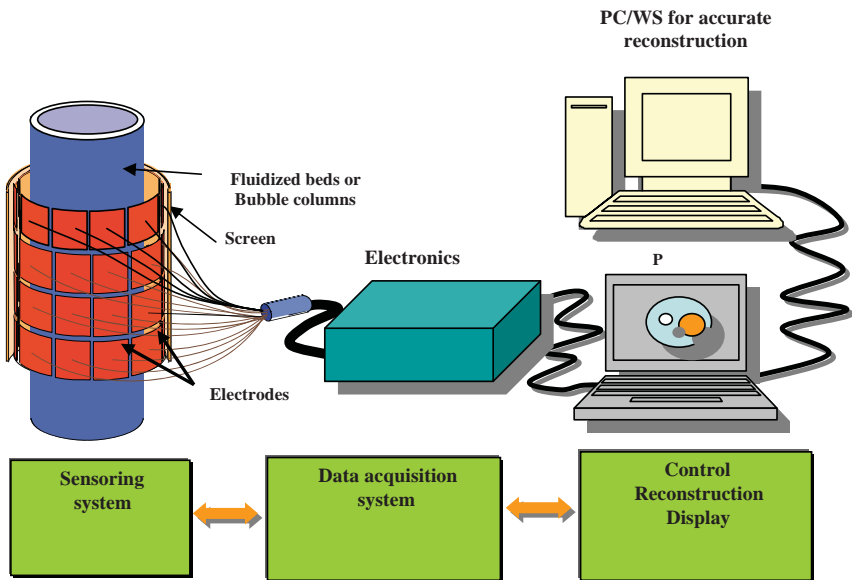 PC/WS for accurate
reconstruction
Fluidized beds or
Bubble columns
Screen
Electronics
P
Electrodes
Sensoring
system
Data acquisition
system
Control
Reconstruction
Display